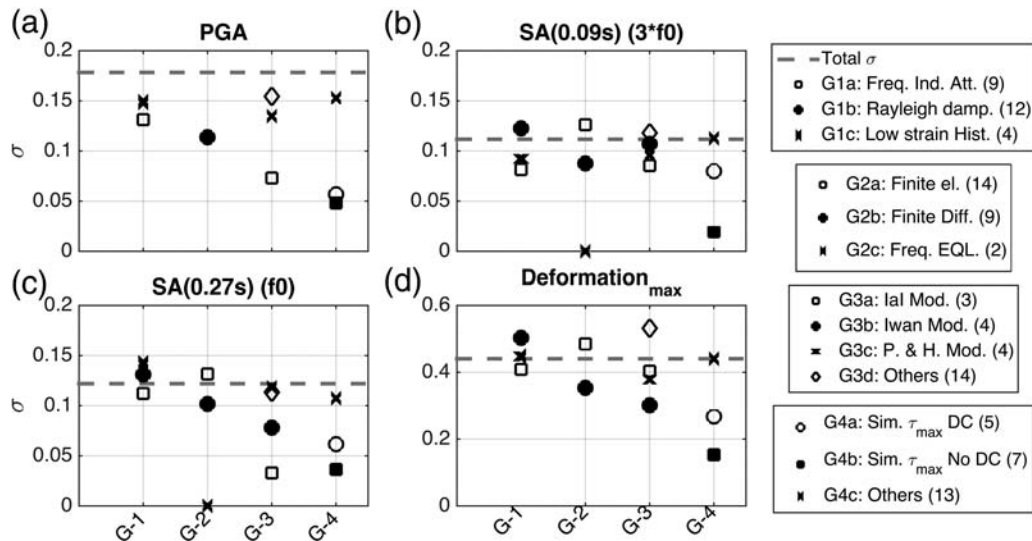 (a)
PGA
0.2
0.15
0.1
0.05
0
σ
(b)
SA(0.09s) (3*f0)
0.2
0.15
0.1
0.05
0
(c)
SA(0.27s) (f0)
0.2
0.15
0.1
0.05
0
σ
G-1
G-2
G-3
G-4
(d)
Deformation_max
0.6
0.4
0.2
0
G-1
G-2
G-3
G-4
Total σ
G1a: Freq. Ind. Att. (9)
G1b: Rayleigh damp. (12)
G1c: Low strain Hist. (4)
G2a: Finite el. (14)
G2b: Finite Diff. (9)
G2c: Freq. EQL. (2)
G3a: Ial Mod. (3)
G3b: Iwan Mod. (4)
G3c: P. & H. Mod. (4)
G3d: Others (14)
G4a: Sim. τ_max DC (5)
G4b: Sim. τ_max No DC (7)
G4c: Others (13)